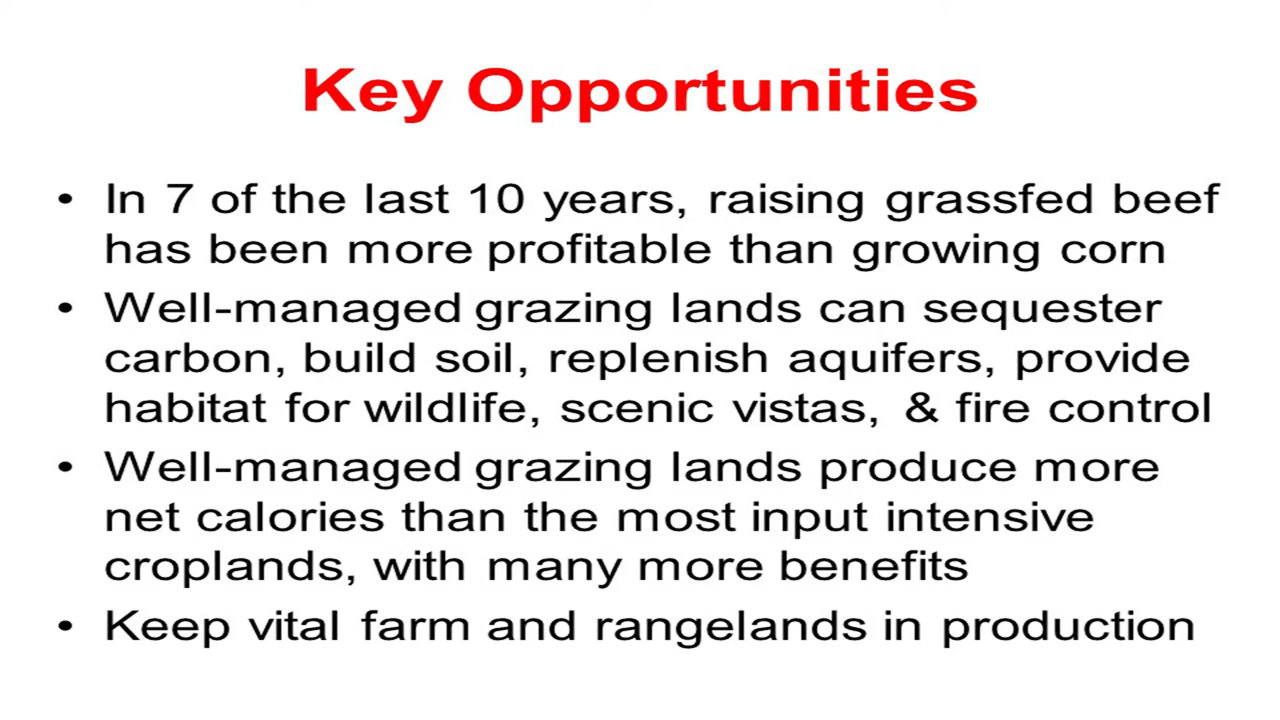 Key Opportunities
• In 7 of the last 10 years, raising grassfed beef
has been more profitable than growing corn
• Well-managed grazing lands can sequester
carbon, build soil, replenish aquifers, provide
habitat for wildlife, scenic vistas, & fire control
• Well-managed grazing lands produce more
net calories than the most input intensive
croplands, with many more benefits
• Keep vital farm and rangelands in production